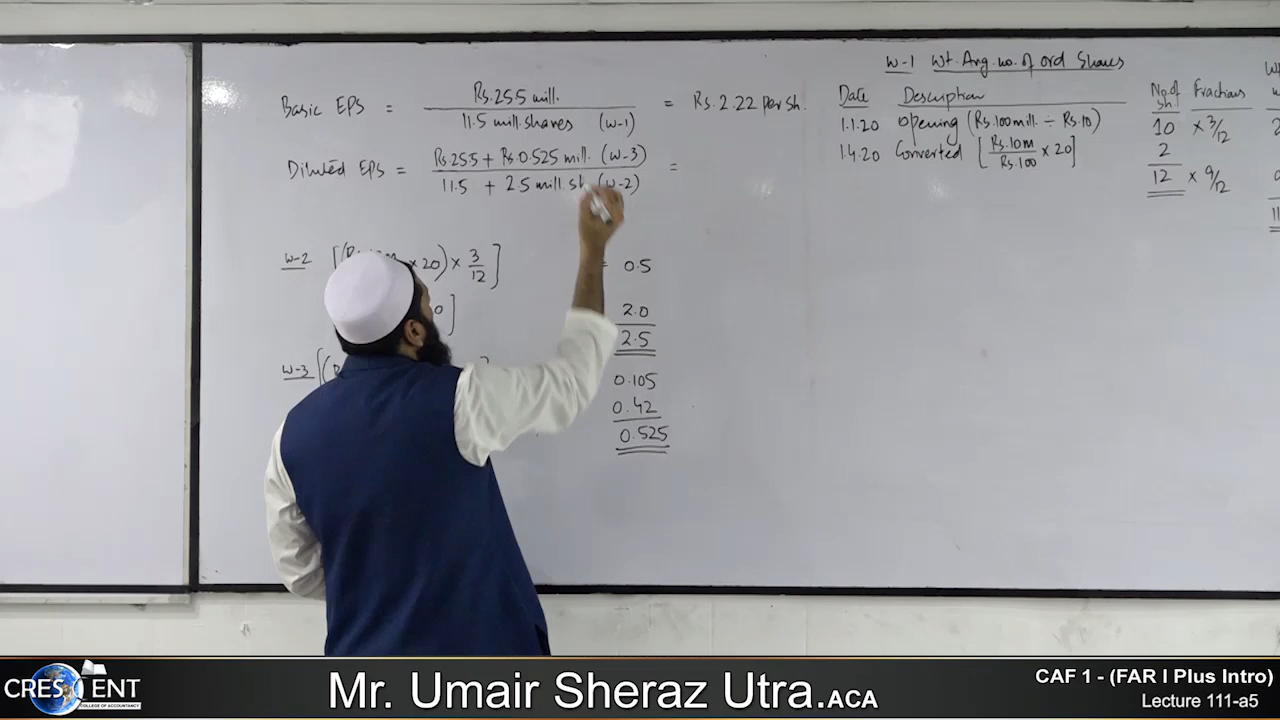 Basic EPS = Rs.25.5 mill. / 11.5 mill. shares (W-1) = Rs. 2.22 per sh.
Diluted EPS = Rs.25.5 + Rs.0.525 mill. (W-3) / 11.5 + 2.5 mill. sh (W-2) =
W-2 × 20) × 3/12 ] = 0.5
0 ] 2.0
2.5
W-3 [( 0.105
0.42
0.525
W-1 Wt. Avg. no. of ord Shares
Date Description No. of sh. Fractions
1.1.20 Opening (Rs.100 mill. ÷ Rs.10) 10 × 3/12
1.4.20 Converted [ Rs.10m / Rs.100 × 20 ] 2
12 × 9/12
CRESCENT
COLLEGE OF ACCOUNTANCY
Mr. Umair Sheraz Utra.ACA
CAF 1 - (FAR I Plus Intro)
Lecture 111-a5